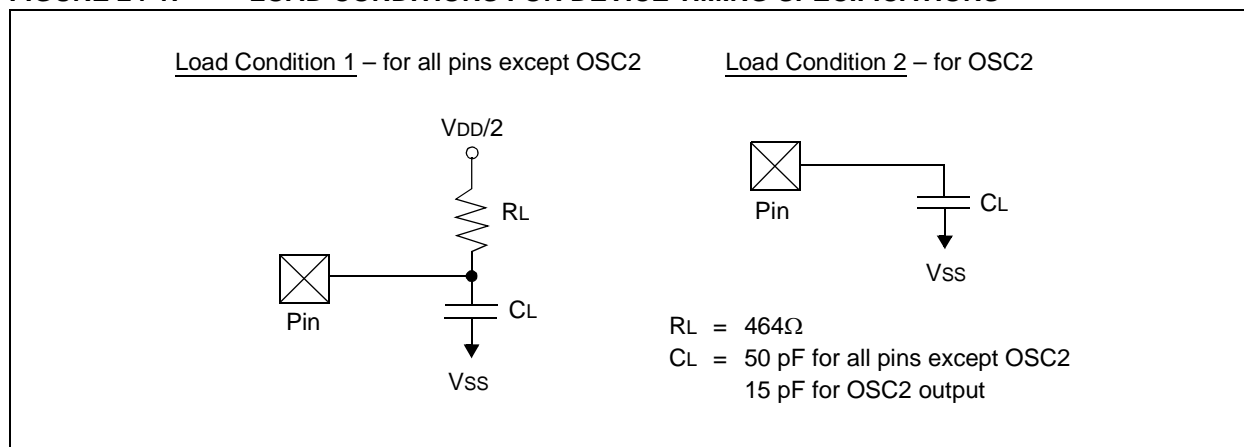 Load Condition 1 – for all pins except OSC2
Load Condition 2 – for OSC2
VDD/2
RL
CL
Pin
VSS
Pin
CL
VSS
RL = 464Ω
CL = 50 pF for all pins except OSC2
15 pF for OSC2 output